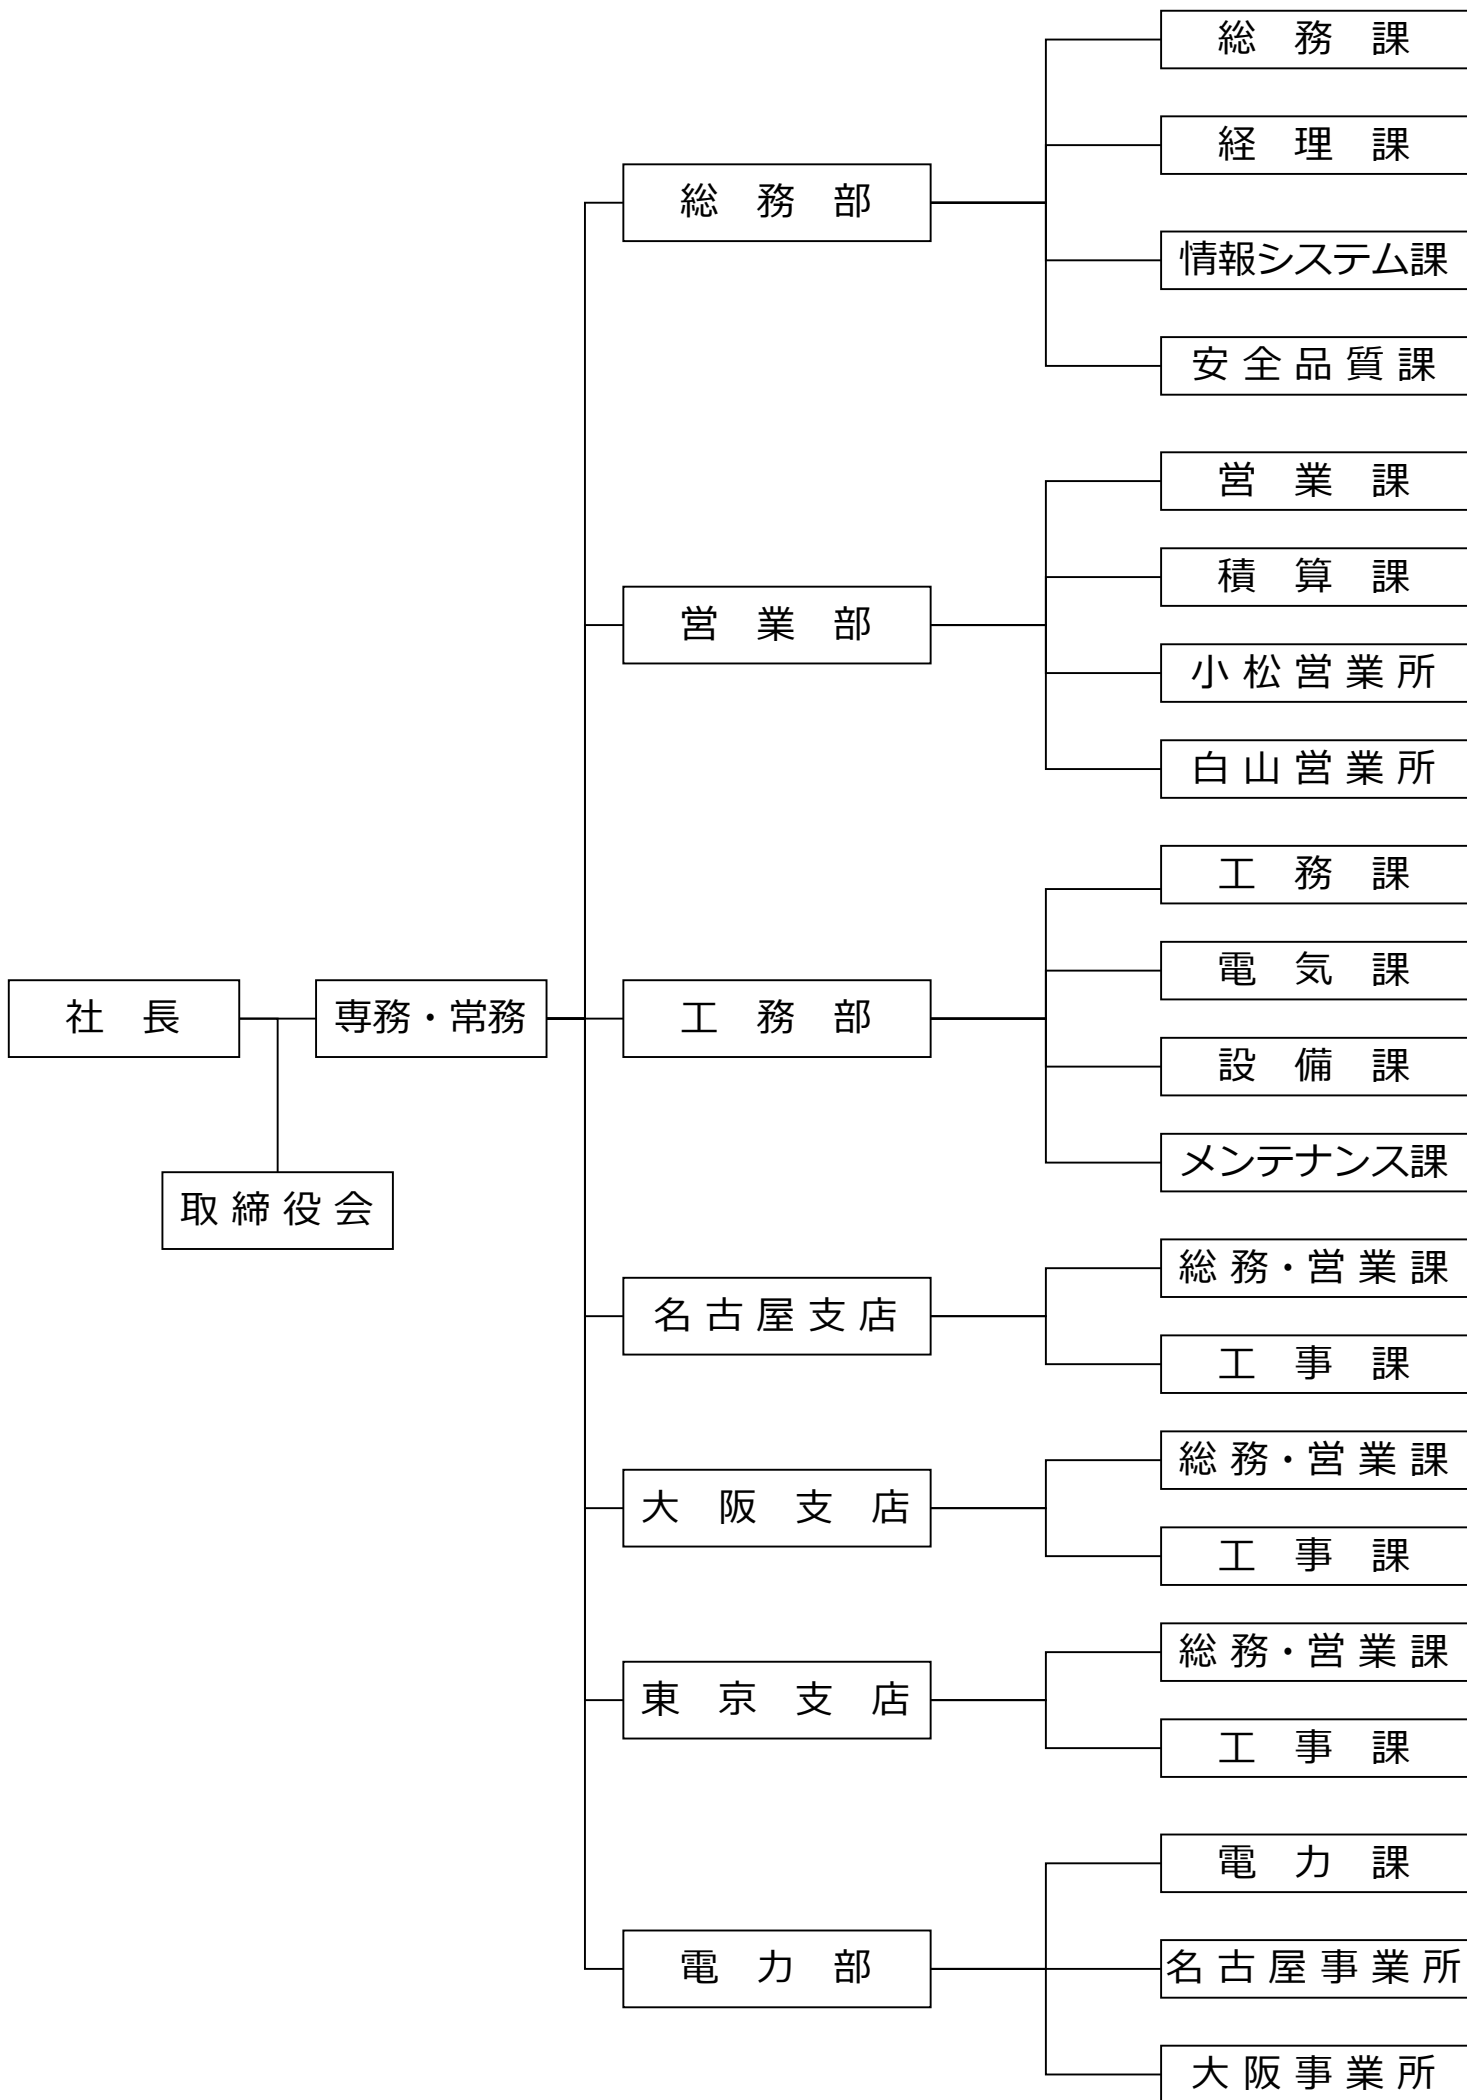 総　務　課
経　理　課
総　務　部
情報システム課
安 全 品 質 課
営　業　課
積　算　課
営　業　部
小 松 営 業 所
白 山 営 業 所
工　務　課
電　気　課
社　長
専務・常務
工　務　部
設　備　課
メンテナンス課
取 締 役 会
総 務・営 業 課
名 古 屋 支 店
工　事　課
総 務・営 業 課
大　阪　支　店
工　事　課
総 務・営 業 課
東　京　支　店
工　事　課
電　力　課
電　力　部
名 古 屋 事 業 所
大 阪 事 業 所